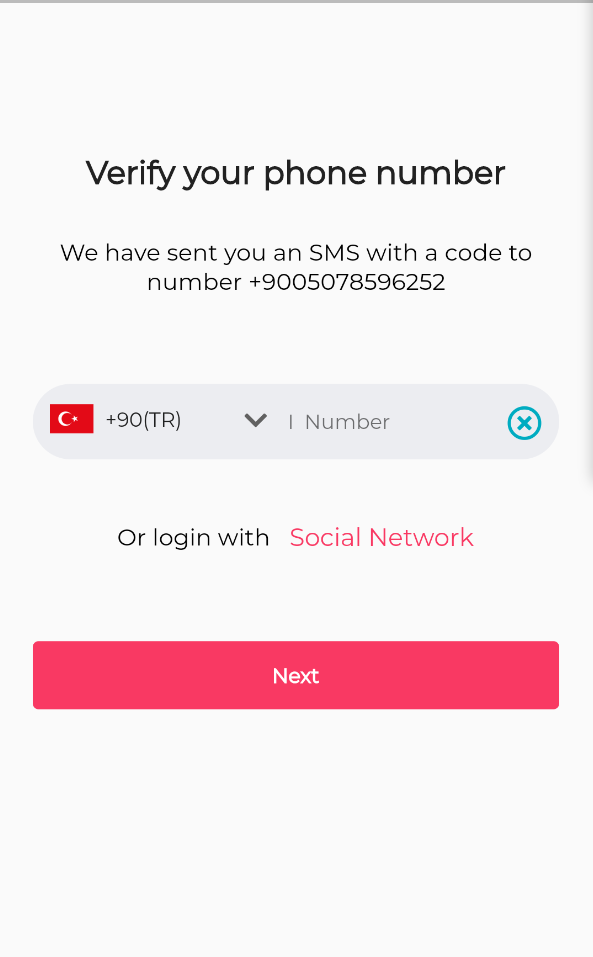 Verify your phone number
We have sent you an SMS with a code to
number +9005078596252
+90(TR) | Number
Or login with Social Network
Next